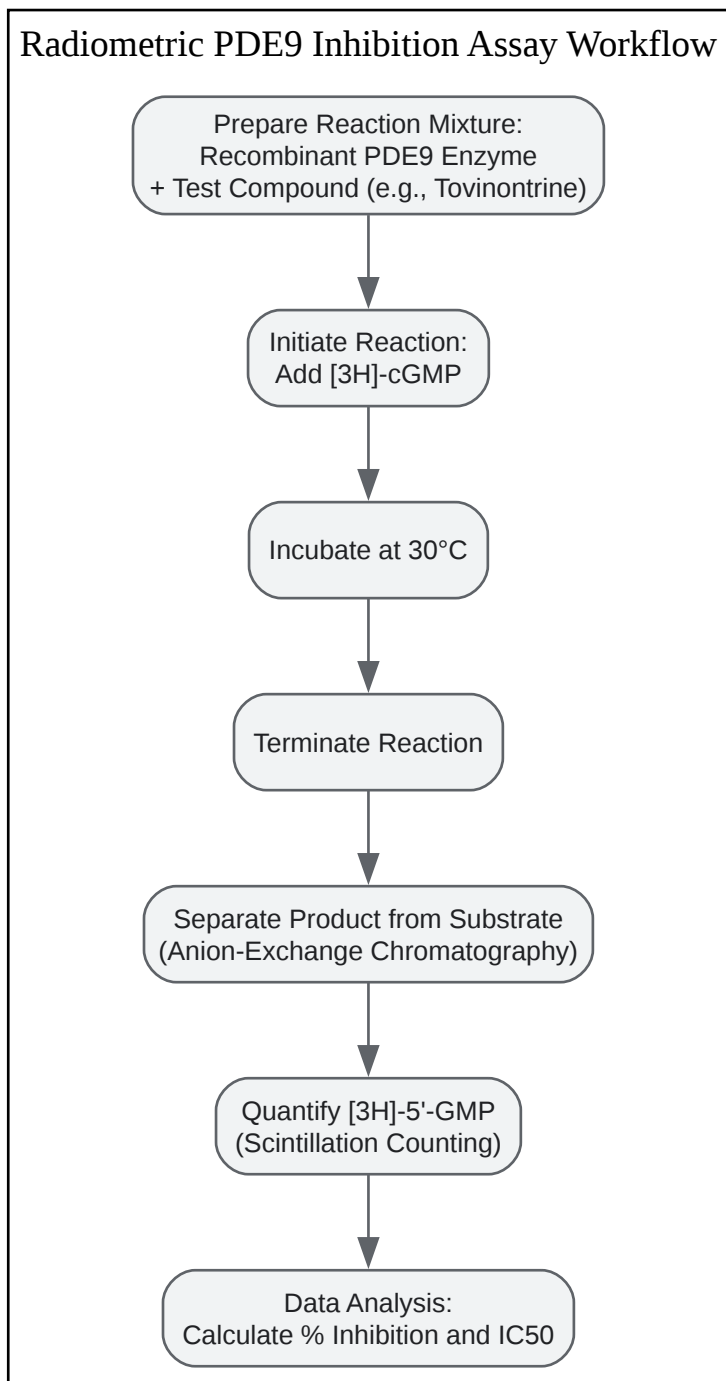 Radiometric PDE9 Inhibition Assay Workflow
Prepare Reaction Mixture:
Recombinant PDE9 Enzyme
+ Test Compound (e.g., Tovinontrine)
Initiate Reaction:
Add [3H]-cGMP
Incubate at 30°C
Terminate Reaction
Separate Product from Substrate
(Anion-Exchange Chromatography)
Quantify [3H]-5'-GMP
(Scintillation Counting)
Data Analysis:
Calculate % Inhibition and IC50